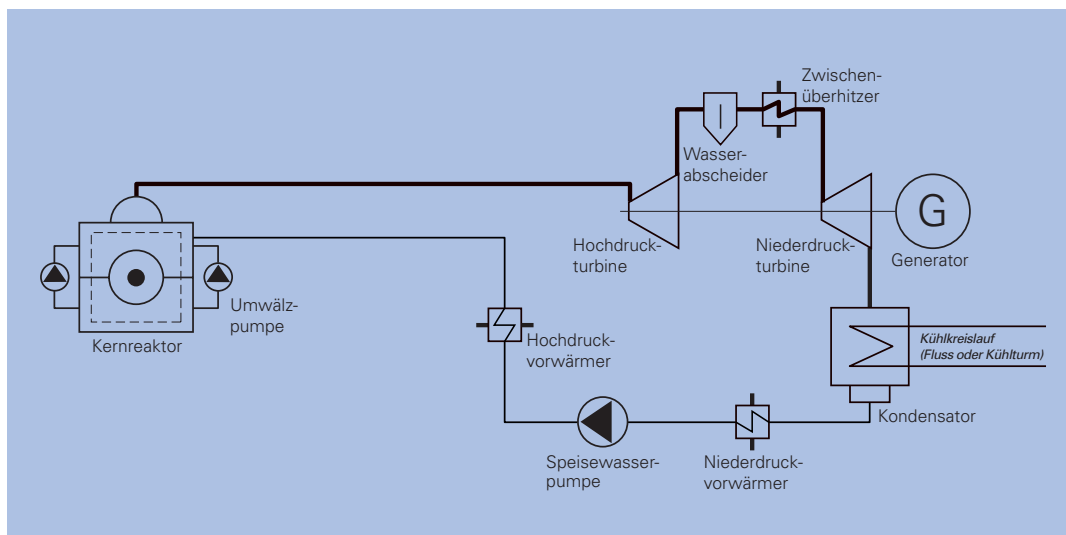 Zwischen-
überhitzer
Wasser-
abscheider
G
Hochdruck-
turbine
Niederdruck-
turbine
Generator
Umwälz-
pumpe
Kernreaktor
Hochdruck-
vorwärmer
Kühlkreislauf
(Fluss oder Kühlturm)
Kondensator
Speisewasser-
pumpe
Niederdruck-
vorwärmer